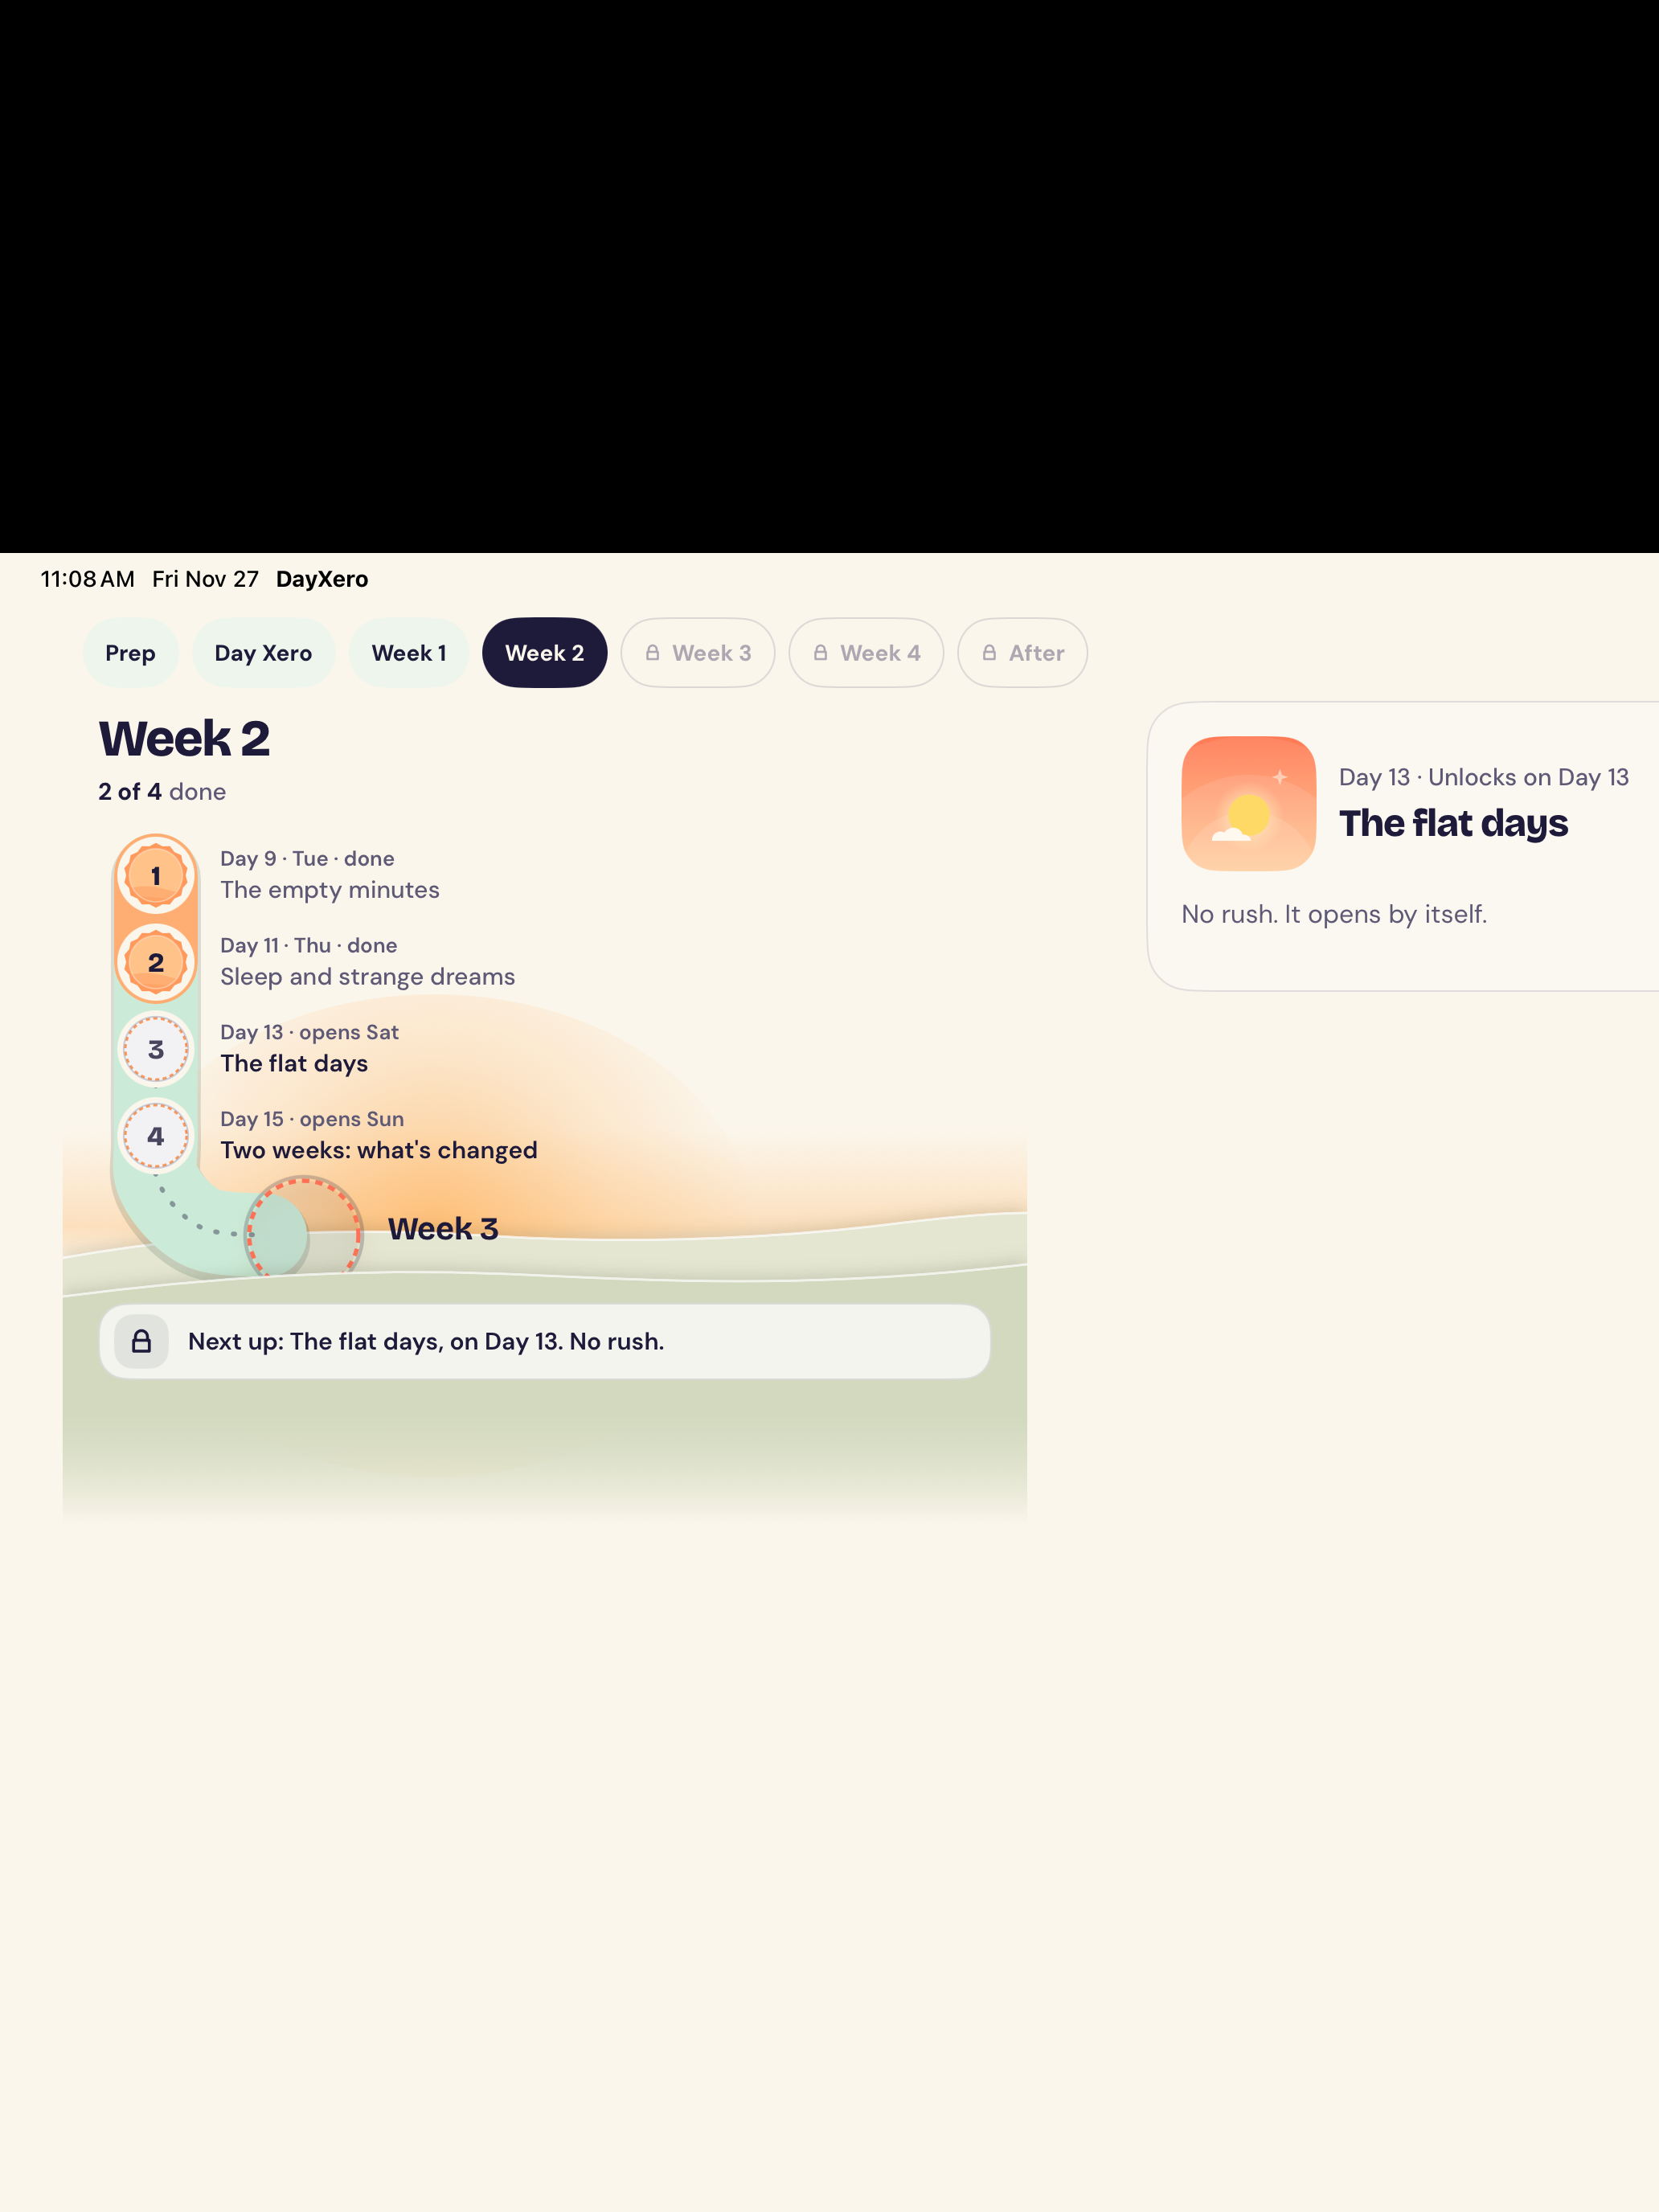 11:08 AM Fri Nov 27 DayXero
Prep Day Xero Week 1 Week 2 Week 3 Week 4 After
Week 2
2 of 4 done
1
Day 9 · Tue · done
The empty minutes
2
Day 11 · Thu · done
Sleep and strange dreams
3
Day 13 · opens Sat
The flat days
4
Day 15 · opens Sun
Two weeks: what's changed
Week 3
Next up: The flat days, on Day 13. No rush.
Day 13 · Unlocks on Day 13
The flat days
No rush. It opens by itself.